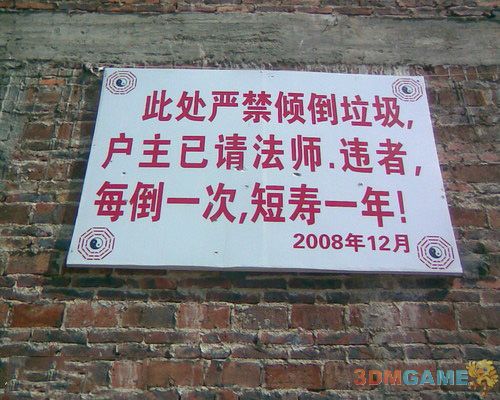 此处严禁倾倒垃圾,
户主已请法师.违者,
每倒一次,短寿一年!
2008年12月
3DMGAME